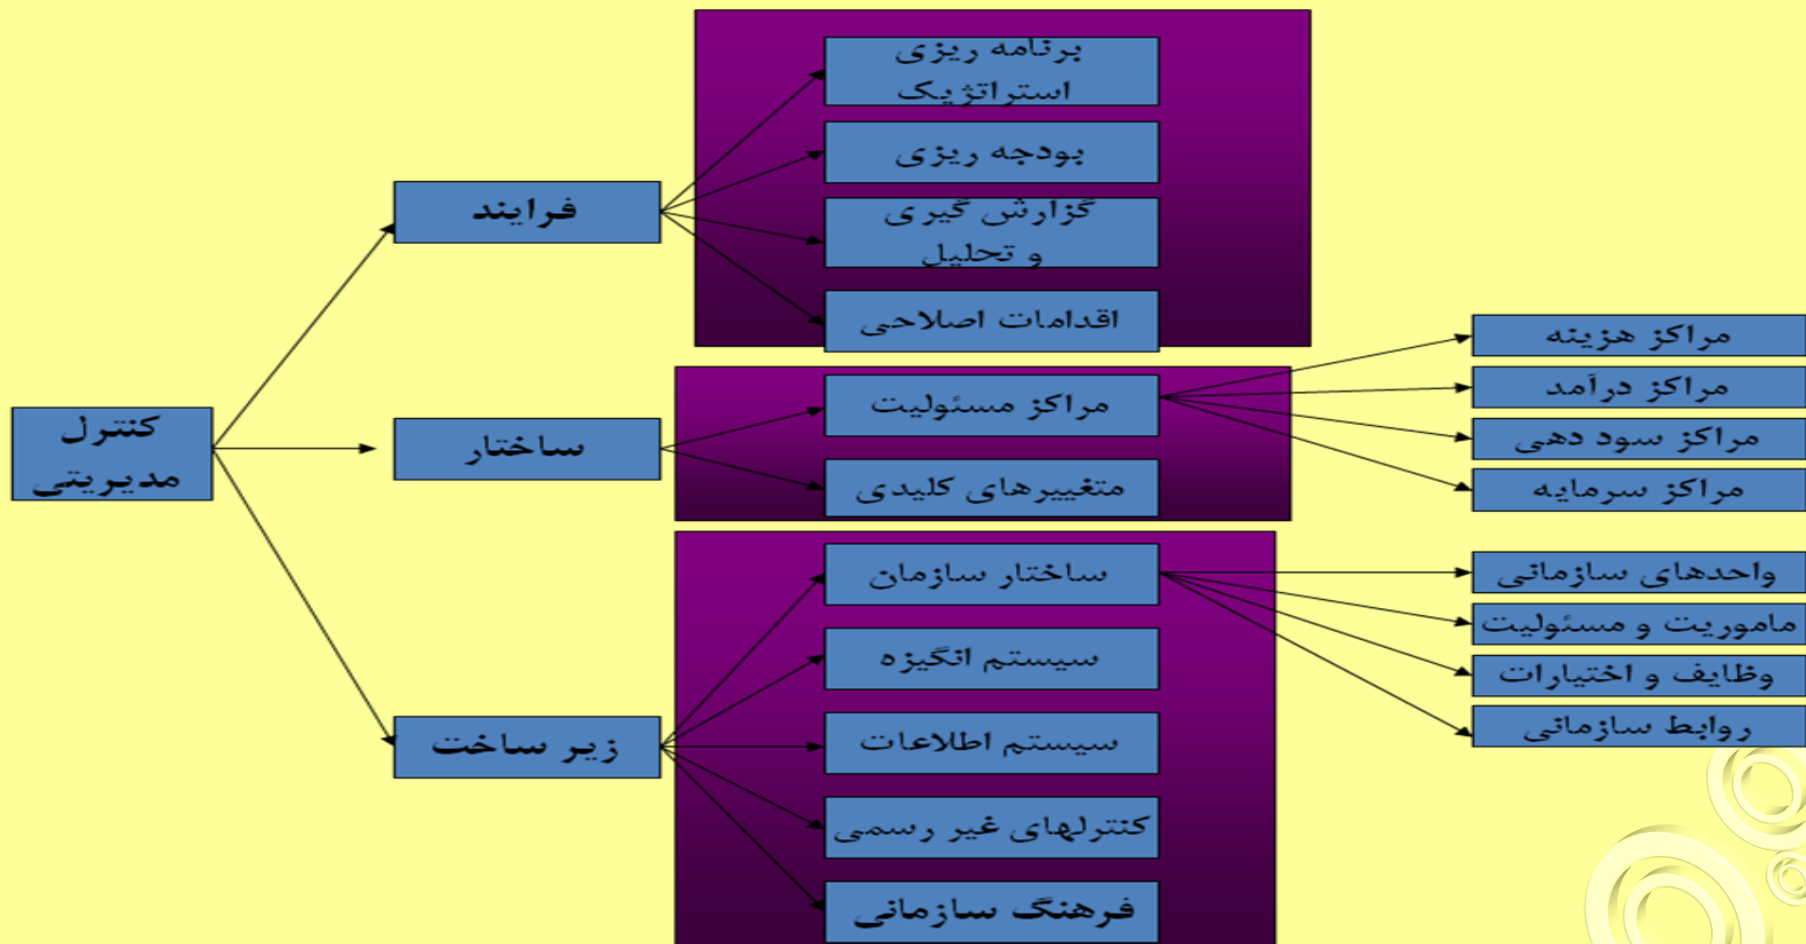 برنامه ریزی
استراتژیک
بودجه ریزی
گزارش گیری
و تحلیل
اقدامات اصلاحی
فرایند
کنترل
مدیریتی
ساختار
مراکز مسئولیت
متغییرهای کلیدی
مراکز هزینه
مراکز درآمد
مراکز سود دهی
مراکز سرمایه
زیر ساخت
ساختار سازمان
سیستم انگیزه
سیستم اطلاعات
کنترلهای غیر رسمی
فرهنگ سازمانی
واحدهای سازمانی
ماموریت و مسئولیت
وظایف و اختیارات
روابط سازمانی